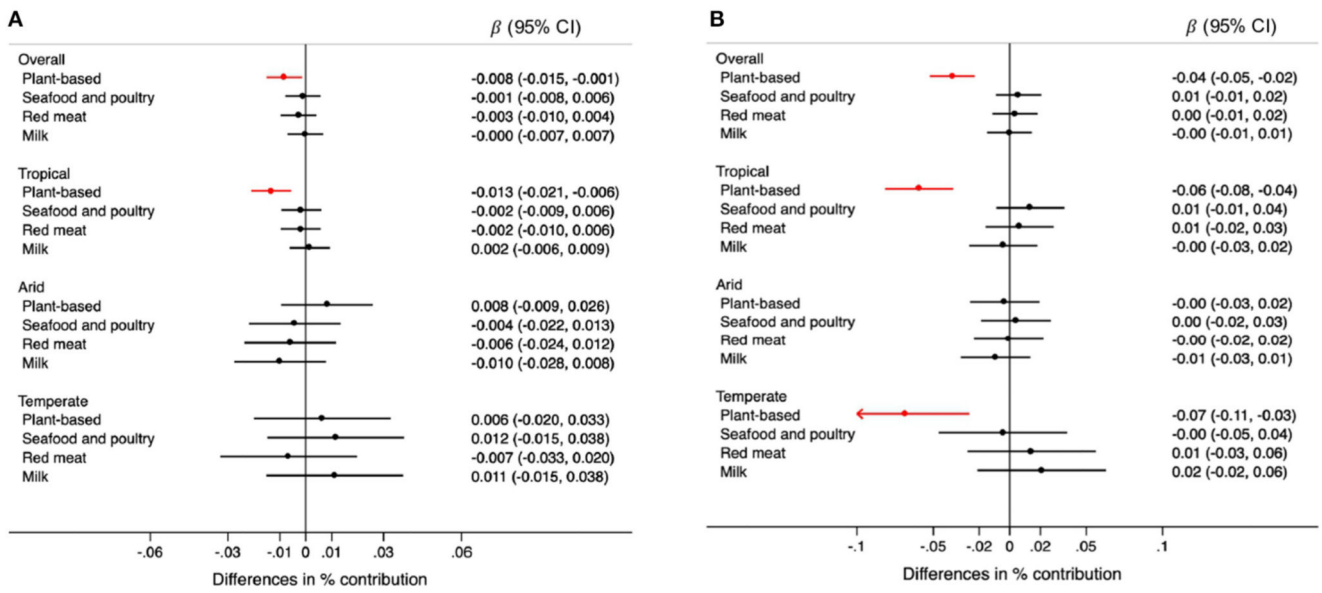 A
β (95% CI)
Overall
Plant-based -0.008 (-0.015, -0.001)
Seafood and poultry -0.001 (-0.008, 0.006)
Red meat -0.003 (-0.010, 0.004)
Milk -0.000 (-0.007, 0.007)
Tropical
Plant-based -0.013 (-0.021, -0.006)
Seafood and poultry -0.002 (-0.009, 0.006)
Red meat -0.002 (-0.010, 0.006)
Milk 0.002 (-0.006, 0.009)
Arid
Plant-based 0.008 (-0.009, 0.026)
Seafood and poultry -0.004 (-0.022, 0.013)
Red meat -0.006 (-0.024, 0.012)
Milk -0.010 (-0.028, 0.008)
Temperate
Plant-based 0.006 (-0.020, 0.033)
Seafood and poultry 0.012 (-0.015, 0.038)
Red meat -0.007 (-0.033, 0.020)
Milk 0.011 (-0.015, 0.038)
-.06 -.03 -.01 0 .01 .03 .06
Differences in % contribution
B
β (95% CI)
Overall
Plant-based -0.04 (-0.05, -0.02)
Seafood and poultry 0.01 (-0.01, 0.02)
Red meat 0.00 (-0.01, 0.02)
Milk -0.00 (-0.01, 0.01)
Tropical
Plant-based -0.06 (-0.08, -0.04)
Seafood and poultry 0.01 (-0.01, 0.04)
Red meat 0.01 (-0.02, 0.03)
Milk -0.00 (-0.03, 0.02)
Arid
Plant-based -0.00 (-0.03, 0.02)
Seafood and poultry 0.00 (-0.02, 0.03)
Red meat -0.00 (-0.02, 0.02)
Milk -0.01 (-0.03, 0.01)
Temperate
Plant-based -0.07 (-0.11, -0.03)
Seafood and poultry -0.00 (-0.05, 0.04)
Red meat 0.01 (-0.03, 0.06)
Milk 0.02 (-0.02, 0.06)
-.1 -.05 -.02 0 .02 .05 .1
Differences in % contribution